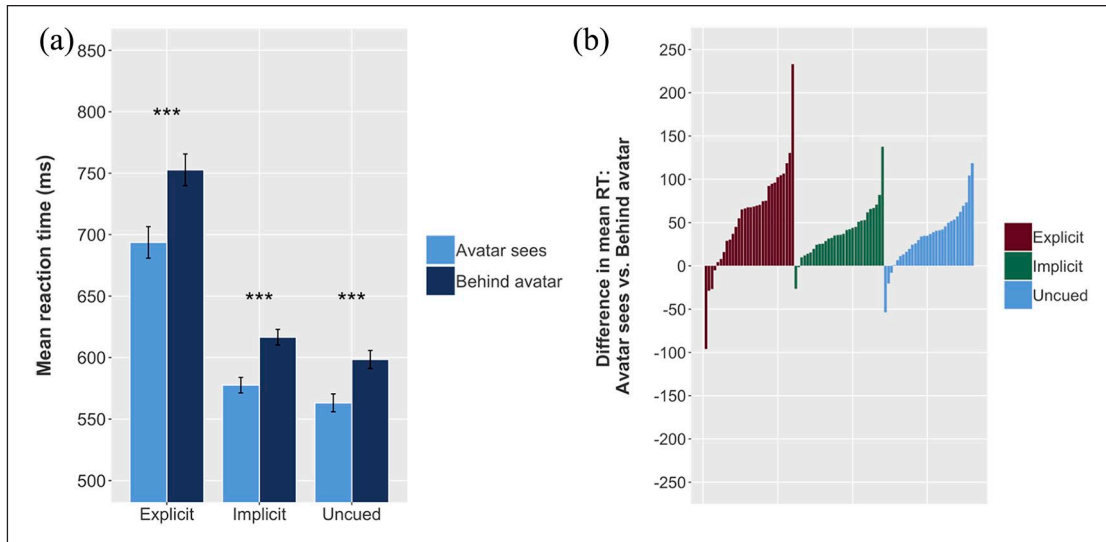 (a)
850
800
750
700
650
600
550
500
Mean reaction time (ms)
***
***
***
Explicit Implicit Uncued
Avatar sees
Behind avatar
(b)
250
200
150
100
50
0
-50
-100
-150
-200
-250
Difference in mean RT:
Avatar sees vs. Behind avatar
Explicit
Implicit
Uncued